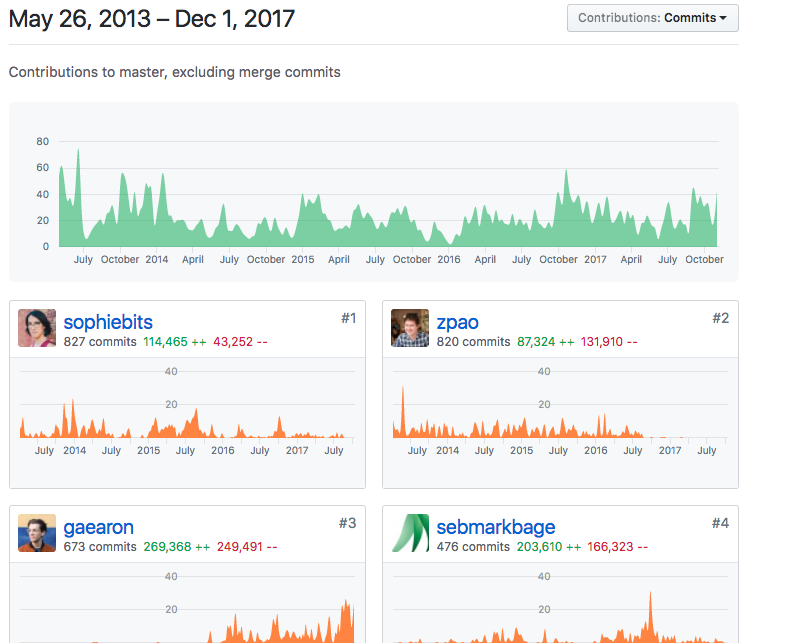 May 26, 2013 – Dec 1, 2017
Contributions: Commits
Contributions to master, excluding merge commits
80
60
40
20
0
July October 2014 April July October 2015 April July October 2016 April July October 2017 April July October
sophiebits #1
827 commits 114,465 ++ 43,252 --
40
20
July 2014 July 2015 July 2016 July 2017 July
zpao #2
820 commits 87,324 ++ 131,910 --
40
20
July 2014 July 2015 July 2016 July 2017 July
gaearon #3
673 commits 269,368 ++ 249,491 --
40
20
sebmarkbage #4
476 commits 203,610 ++ 166,323 --
40
20